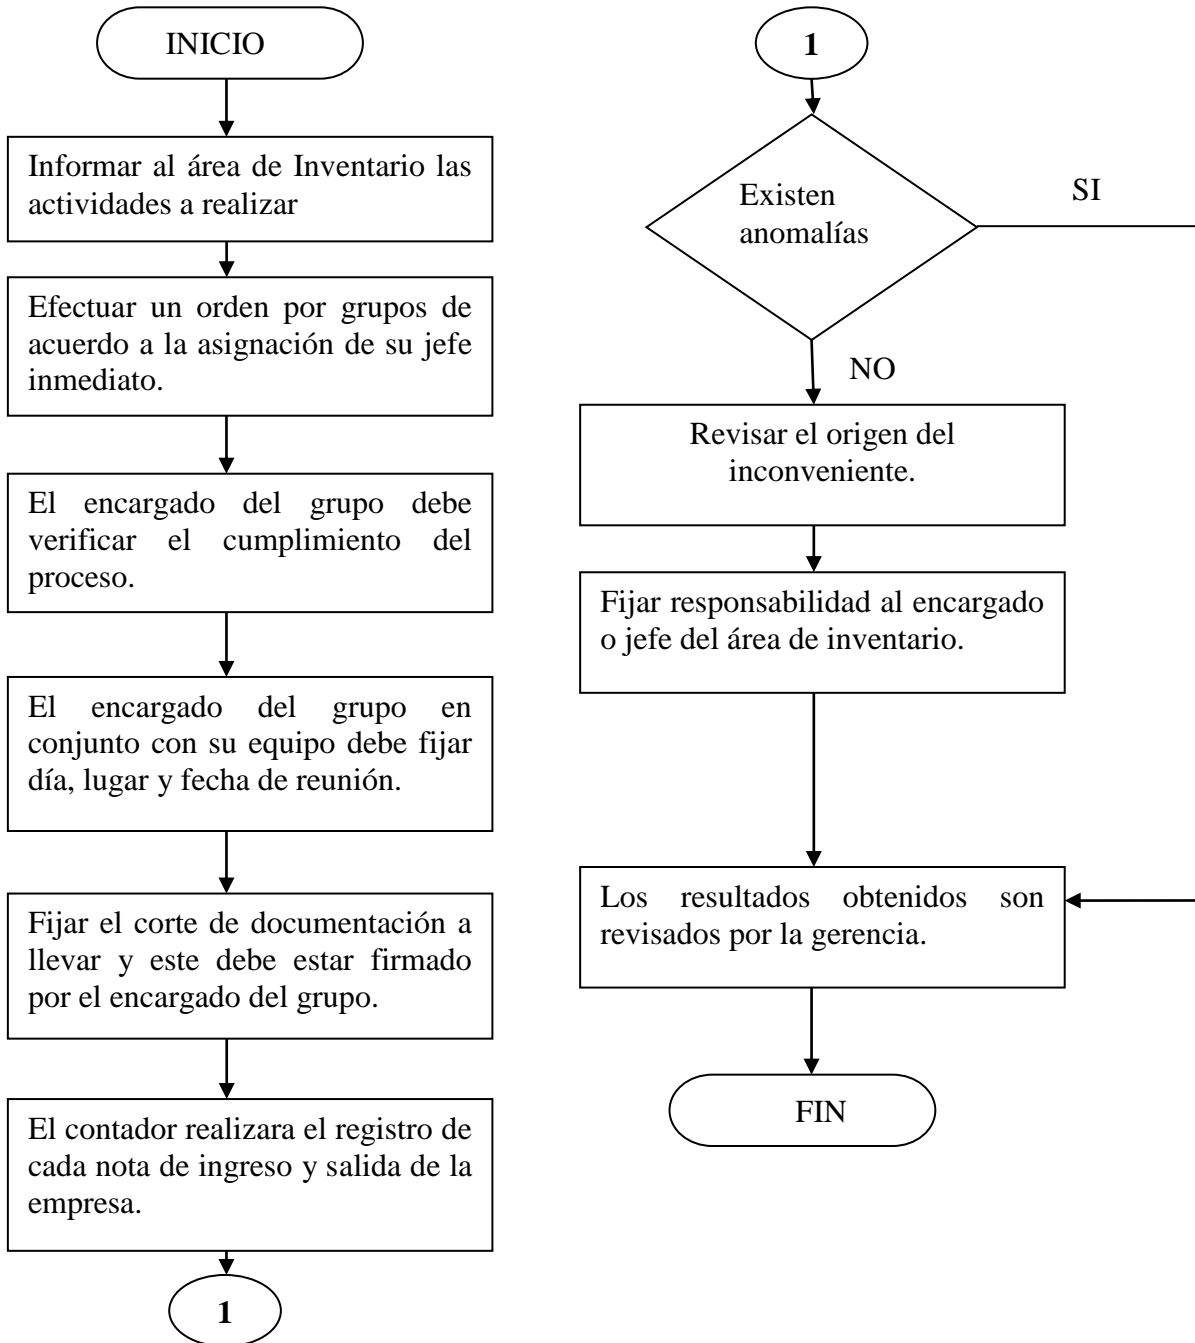 INICIO
Informar al área de Inventario las
actividades a realizar
Efectuar un orden por grupos de
acuerdo a la asignación de su jefe
inmediato.
El encargado del grupo debe
verificar el cumplimiento del
proceso.
El encargado del grupo en
conjunto con su equipo debe fijar
día, lugar y fecha de reunión.
Fijar el corte de documentación a
llevar y este debe estar firmado
por el encargado del grupo.
El contador realizara el registro de
cada nota de ingreso y salida de la
empresa.
1
1
Existen
anomalías
SI
NO
Revisar el origen del
inconveniente.
Fijar responsabilidad al encargado
o jefe del área de inventario.
Los resultados obtenidos son
revisados por la gerencia.
FIN